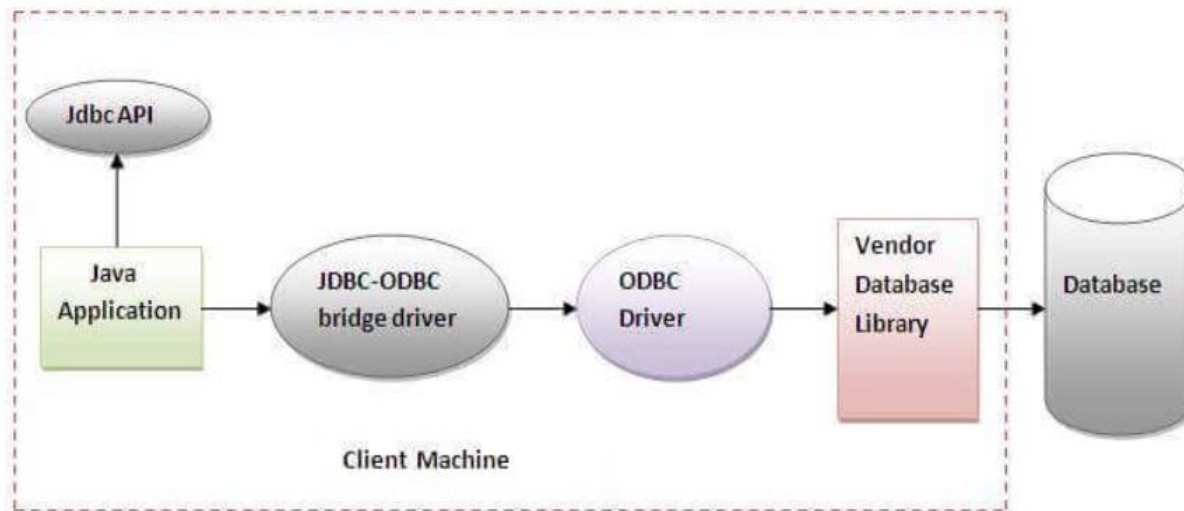 Jdbc API
Java
Application
JDBC-ODBC
bridge driver
ODBC
Driver
Vendor
Database
Library
Database
Client Machine